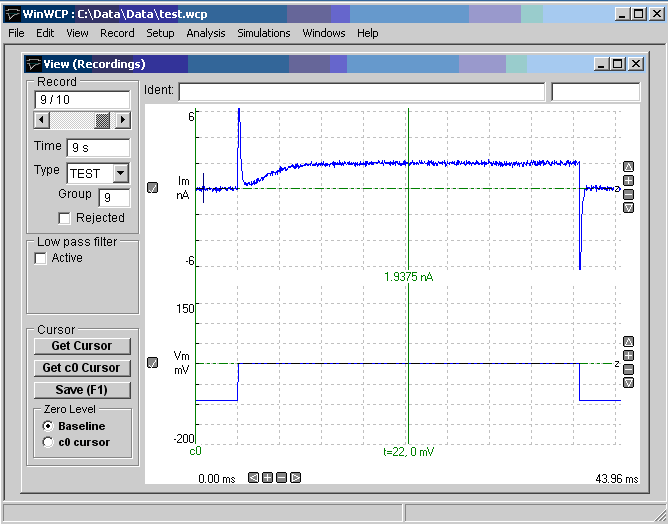 WinWCP : C:\Data\Data\test.wcp
File Edit View Record Setup Analysis Simulations Windows Help
View (Recordings)
Record
9 / 10
Time 9 s
Type TEST
Group 9
Rejected
Low pass filter
Active
Cursor
Get Cursor
Get c0 Cursor
Save (F1)
Zero Level
Baseline
c0 cursor
Ident:
6
Im
nA
z
-6
1.9375 nA
150
Vm
mV
z
-200
c0
t=22, 0 mV
0.00 ms
43.96 ms